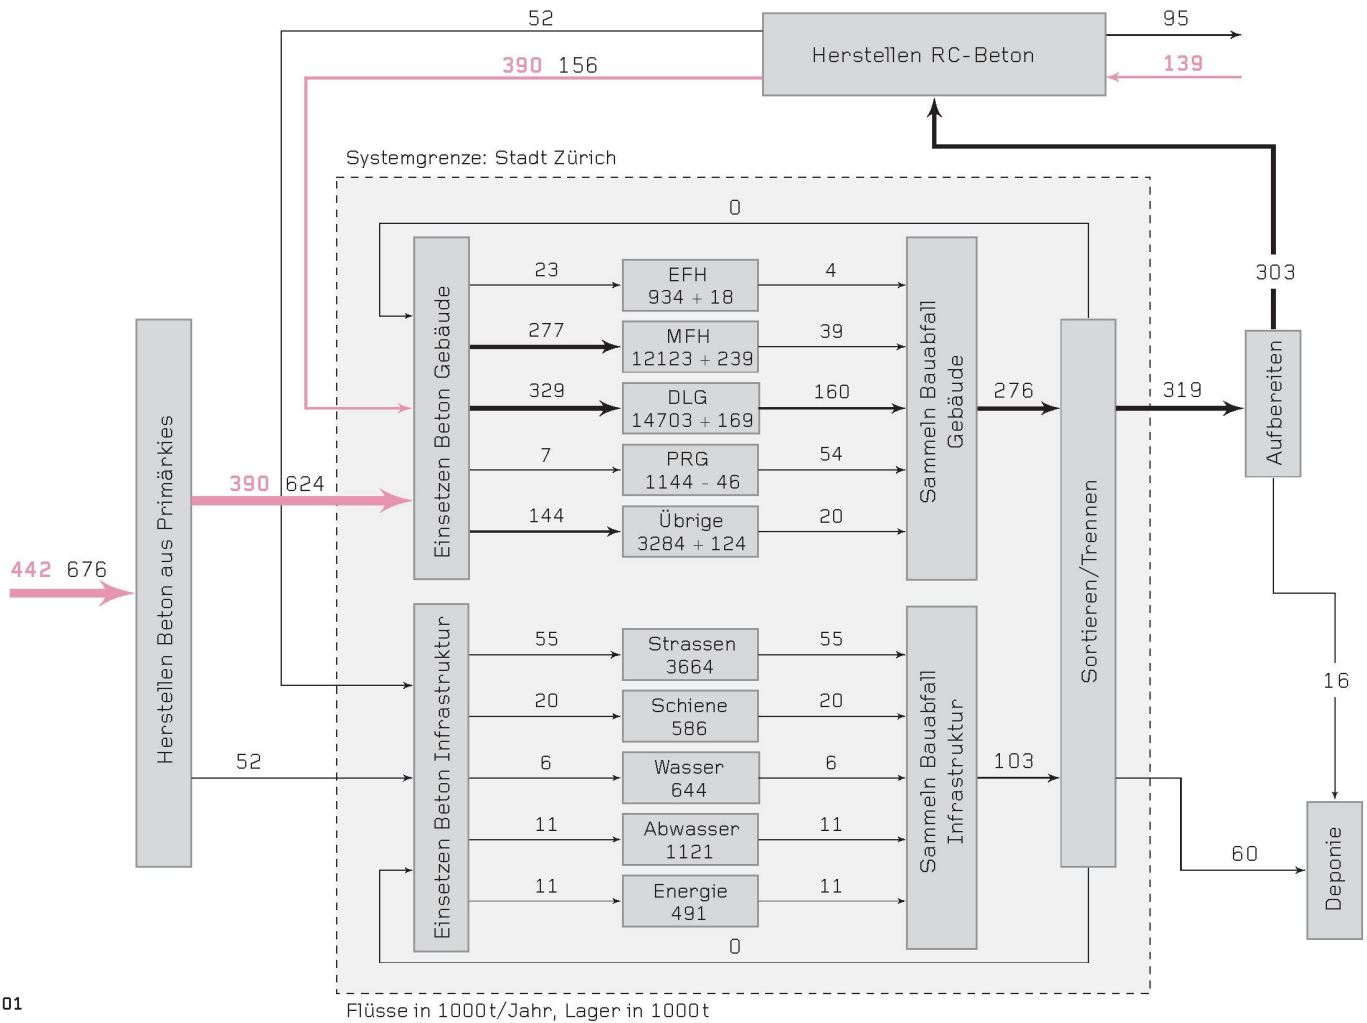 52
95
Herstellen RC-Beton
390 156
139
Systemgrenze: Stadt Zürich
0
303
Einsetzen Beton Gebäude
23
EFH
934 + 18
4
277
MFH
12123 + 239
39
329
DLG
14703 + 169
160
7
PRG
1144 - 46
54
144
Übrige
3284 + 124
20
Sammeln Bauabfall
Gebäude
276
319
Aufbereiten
390 624
442 676
Herstellen Beton aus Primärkies
Sortieren/Trennen
52
Einsetzen Beton Infrastruktur
55
Strassen
3664
55
20
Schiene
586
20
6
Wasser
644
6
11
Abwasser
1121
11
11
Energie
491
11
Sammeln Bauabfall
Infrastruktur
103
16
60
Deponie
0
01
Flüsse in 1000t/Jahr, Lager in 1000t